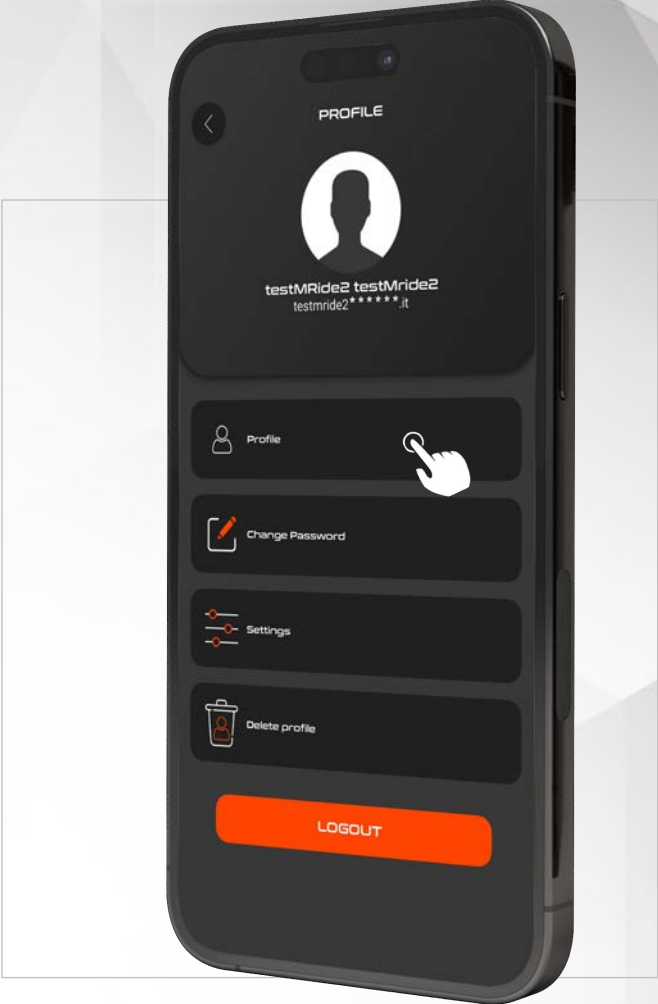 PROFILE
testMRide2 testMride2
testmride2******.it
Profile
Change Password
Settings
Delete profile
LOGOUT